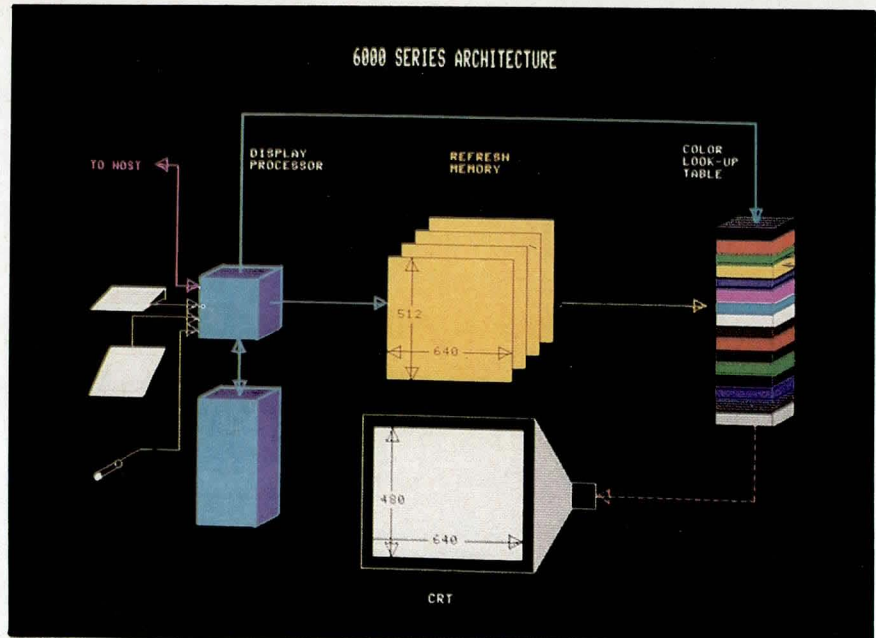 6000 SERIES ARCHITECTURE
TO HOST
DISPLAY
PROCESSOR
REFRESH
MEMORY
COLOR
LOOK-UP
TABLE
512
640
480
640
CRT